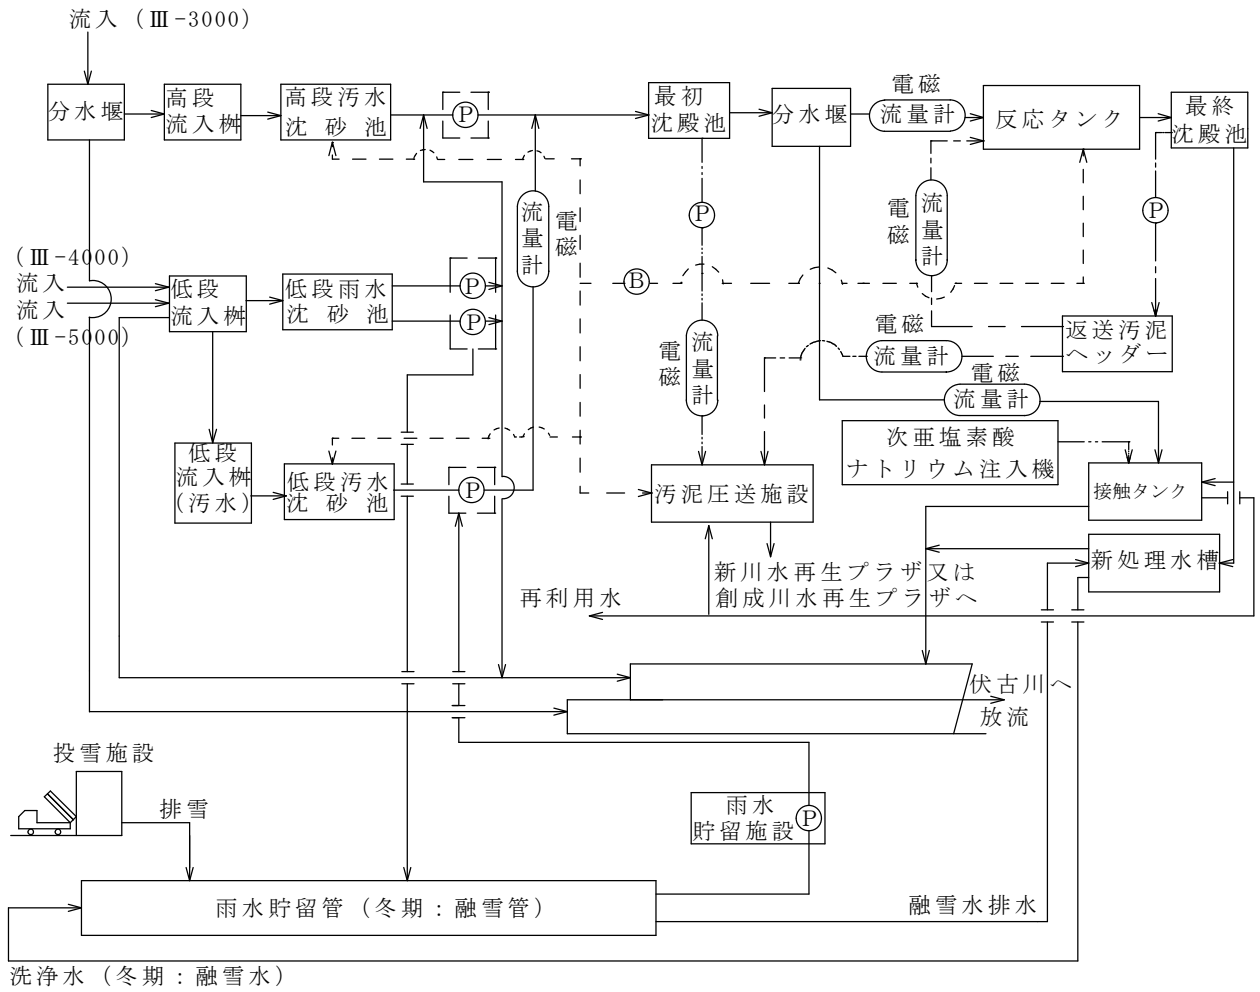 流入（Ⅲ-3000）
分水堰
高段
流入桝
高段汚水
沈砂池
P
最初
沈殿池
分水堰
電磁
流量計
反応タンク
最終
沈殿池
流量計
電磁
P
電磁
流量計
P
（Ⅲ-4000）
流入
流入
（Ⅲ-5000）
低段
流入桝
低段雨水
沈砂池
P
P
B
電磁
流量計
電磁
流量計
返送汚泥
ヘッダー
電磁
流量計
低段
流入桝
(汚水)
低段汚水
沈砂池
P
汚泥圧送施設
次亜塩素酸
ナトリウム注入機
接触タンク
新処理水槽
新川水再生プラザ又は
創成川水再生プラザへ
再利用水
伏古川へ
放流
投雪施設
排雪
雨水
貯留施設
P
雨水貯留管（冬期：融雪管）
融雪水排水
洗浄水（冬期：融雪水）